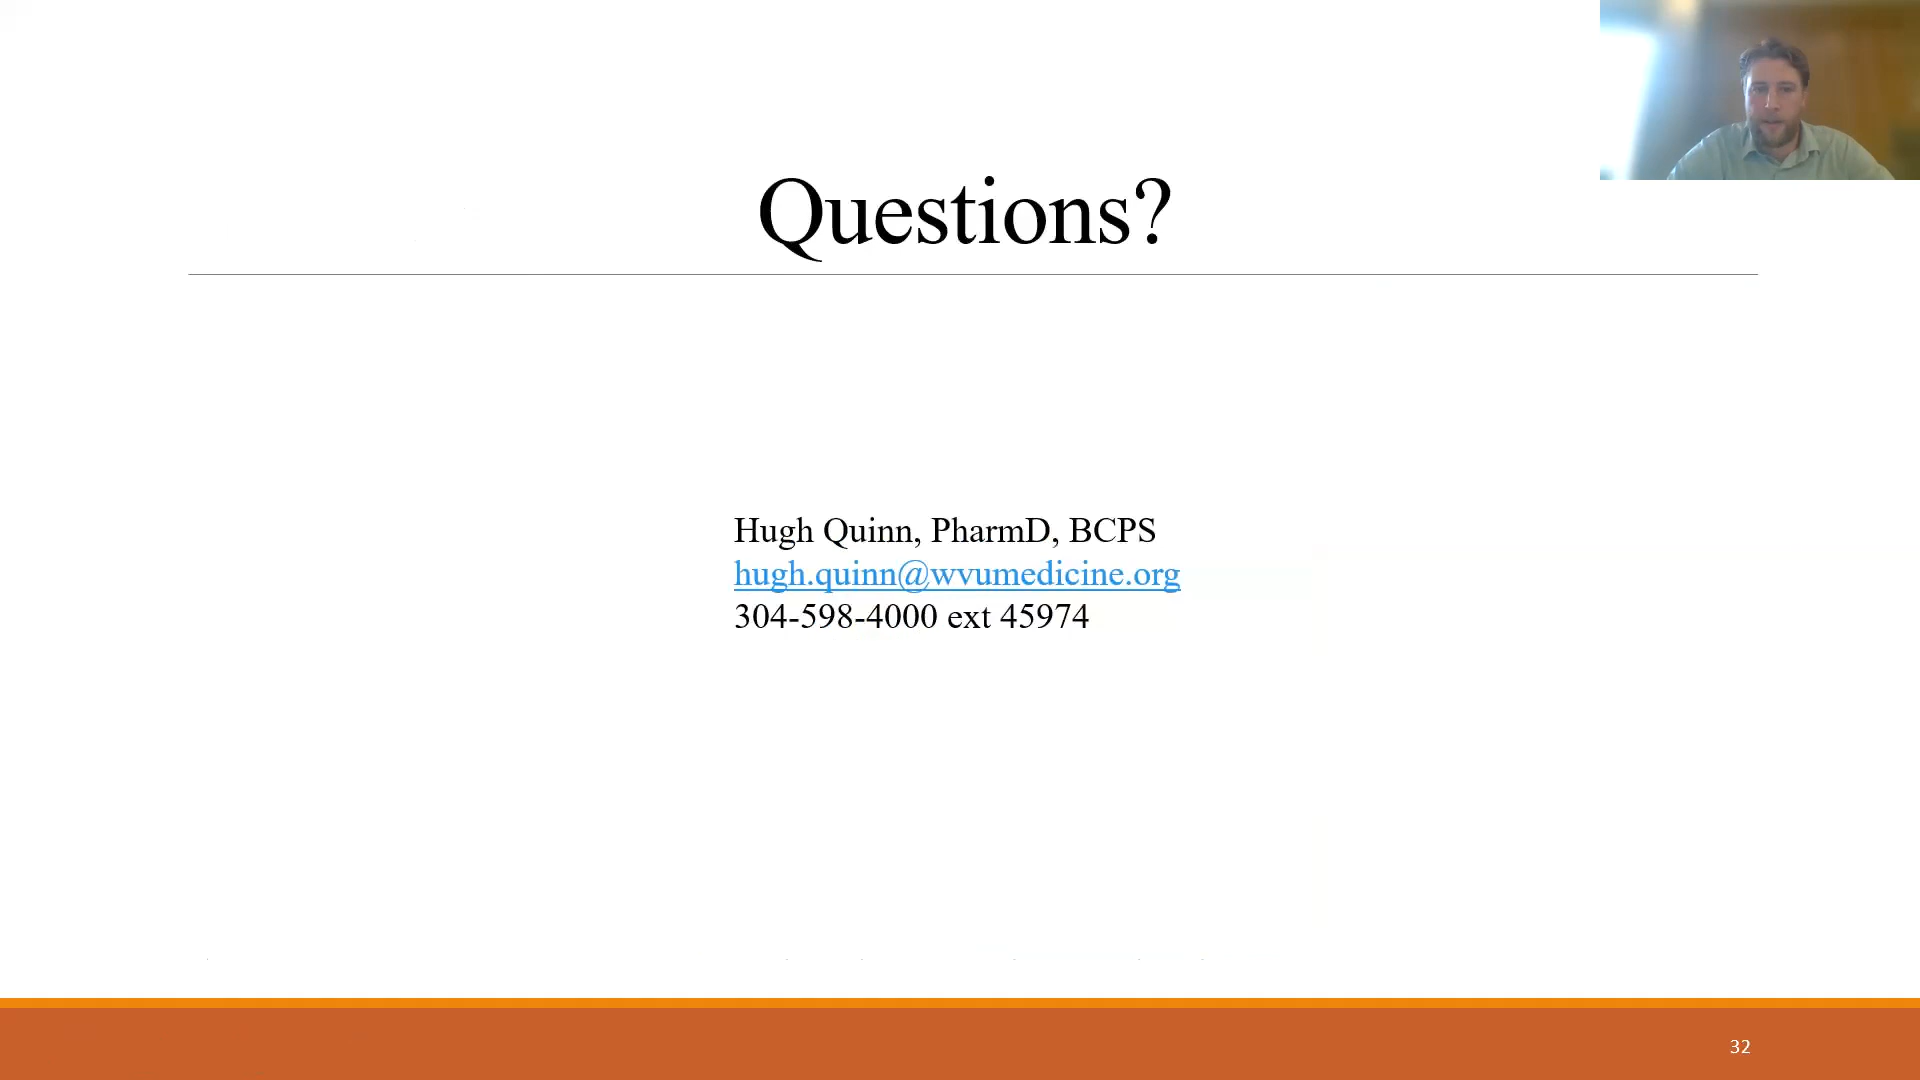 Questions?
Hugh Quinn, PharmD, BCPS
hugh.quinn@wvumedicine.org
304-598-4000 ext 45974
32